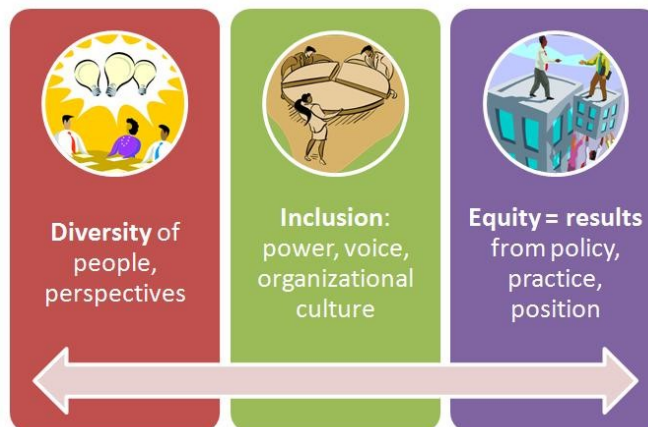 Diversity of
people,
perspectives
Inclusion:
power, voice,
organizational
culture
Equity = results
from policy,
practice,
position